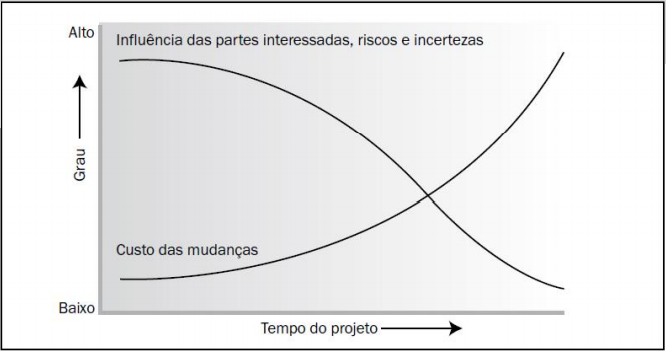 Alto
Influência das partes interessadas, riscos e incertezas
Grau
Custo das mudanças
Baixo
Tempo do projeto